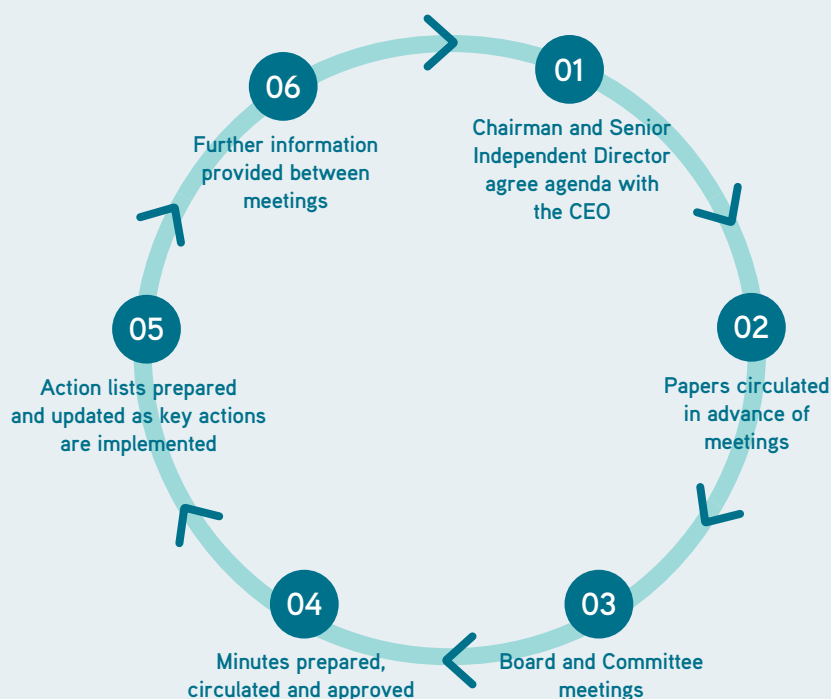 01
Chairman and Senior
Independent Director
agree agenda with
the CEO
02
Papers circulated
in advance of
meetings
03
Board and Committee
meetings
04
Minutes prepared,
circulated and approved
05
Action lists prepared
and updated as key actions
are implemented
06
Further information
provided between
meetings